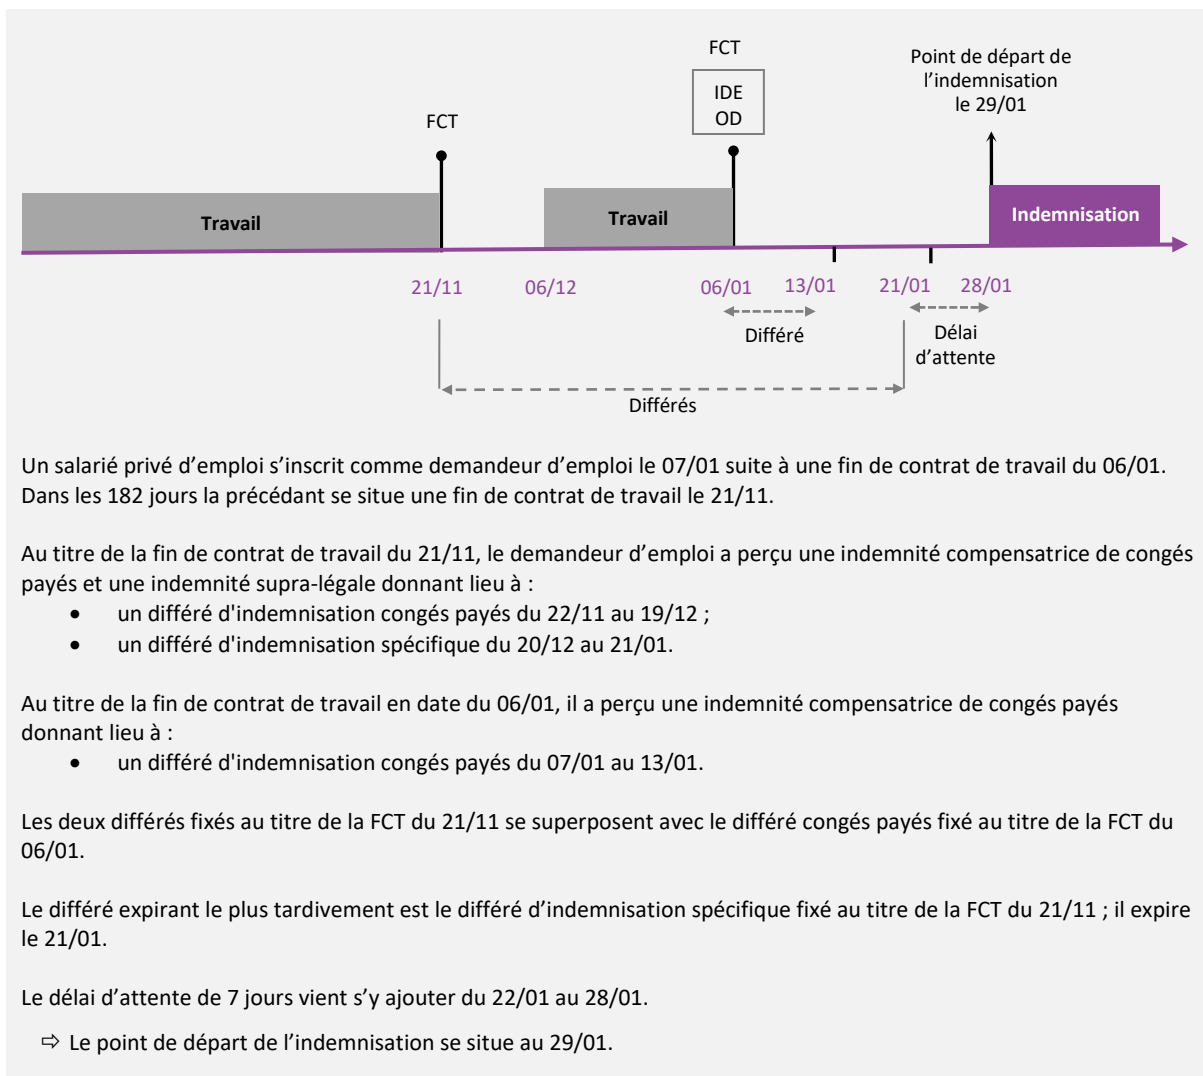 FCT
IDE
OD
Point de départ de
l’indemnisation
le 29/01
FCT
Travail
Travail
Indemnisation
21/11
06/12
06/01
13/01
21/01
28/01
Différé
Délai
d’attente
Différés
Un salarié privé d’emploi s’inscrit comme demandeur d’emploi le 07/01 suite à une fin de contrat de travail du 06/01.
Dans les 182 jours la précédant se situe une fin de contrat de travail le 21/11.
Au titre de la fin de contrat de travail du 21/11, le demandeur d’emploi a perçu une indemnité compensatrice de congés
payés et une indemnité supra-légale donnant lieu à :
• un différé d'indemnisation congés payés du 22/11 au 19/12 ;
• un différé d'indemnisation spécifique du 20/12 au 21/01.
Au titre de la fin de contrat de travail en date du 06/01, il a perçu une indemnité compensatrice de congés payés
donnant lieu à :
• un différé d'indemnisation congés payés du 07/01 au 13/01.
Les deux différés fixés au titre de la FCT du 21/11 se superposent avec le différé congés payés fixé au titre de la FCT du
06/01.
Le différé expirant le plus tardivement est le différé d’indemnisation spécifique fixé au titre de la FCT du 21/11 ; il expire
le 21/01.
Le délai d’attente de 7 jours vient s’y ajouter du 22/01 au 28/01.
⇨ Le point de départ de l’indemnisation se situe au 29/01.